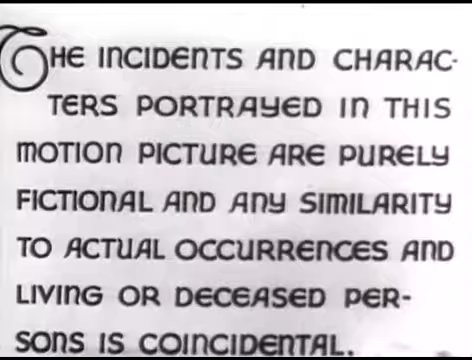 THE INCIDENTS AND CHARAC-
TERS PORTRAYED IN THIS
MOTION PICTURE ARE PURELY
FICTIONAL AND ANY SIMILARITY
TO ACTUAL OCCURRENCES AND
LIVING OR DECEASED PER-
SONS IS COINCIDENTAL.